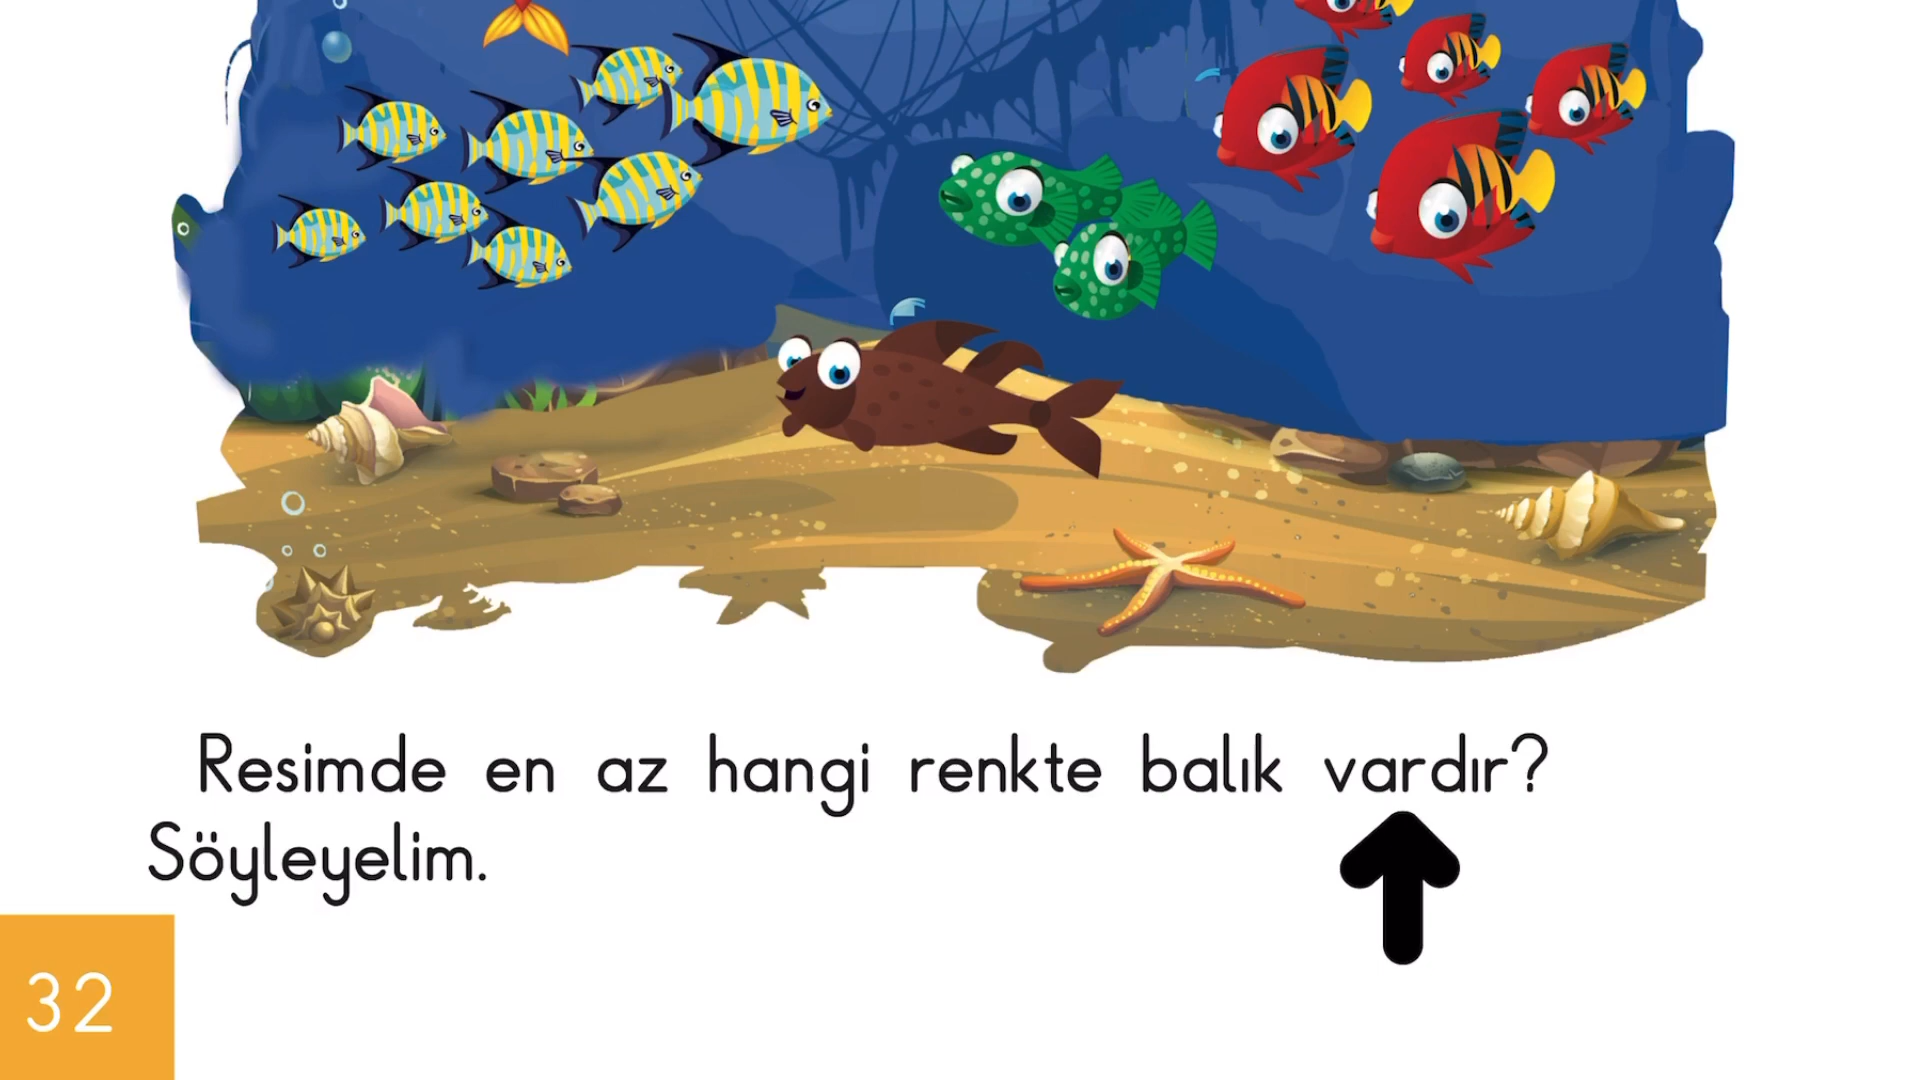 Resimde en az hangi renkte balık vardır?
Söyleyelim.
32